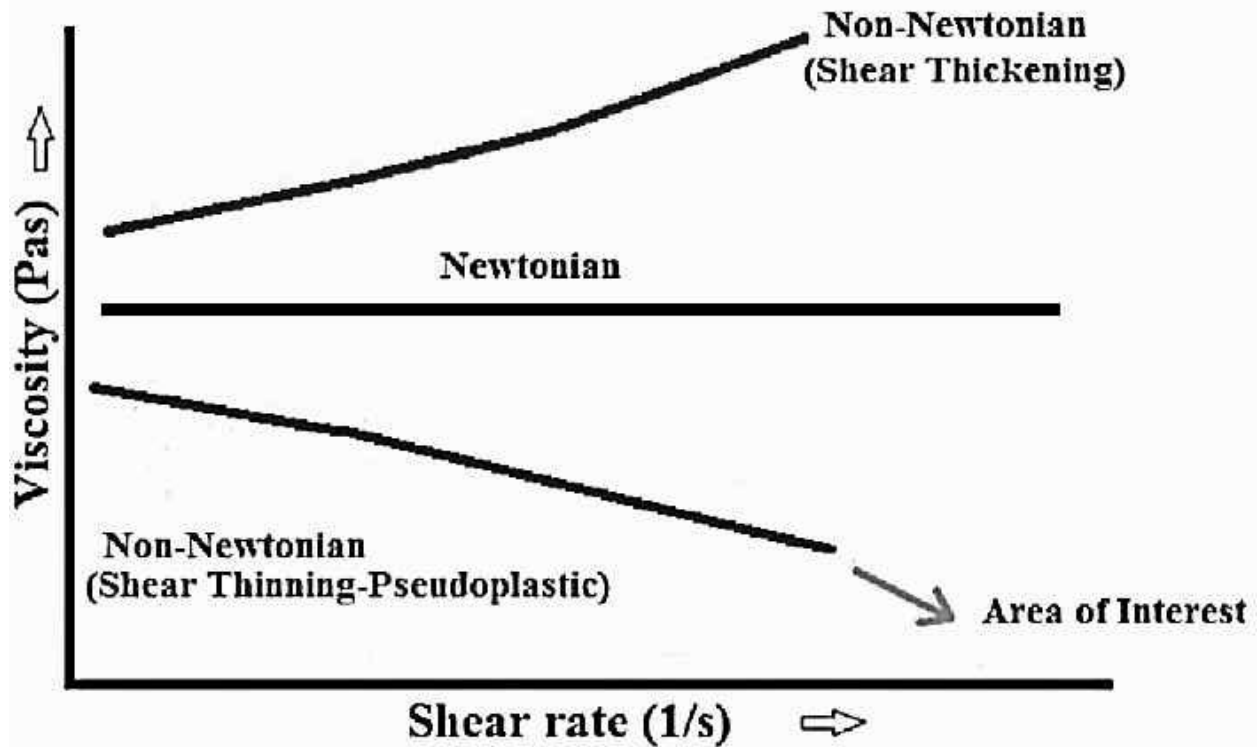 Non-Newtonian
(Shear Thickening)
Viscosity (Pas)
Newtonian
Non-Newtonian
(Shear Thinning-Pseudoplastic)
Area of Interest
Shear rate (1/s)